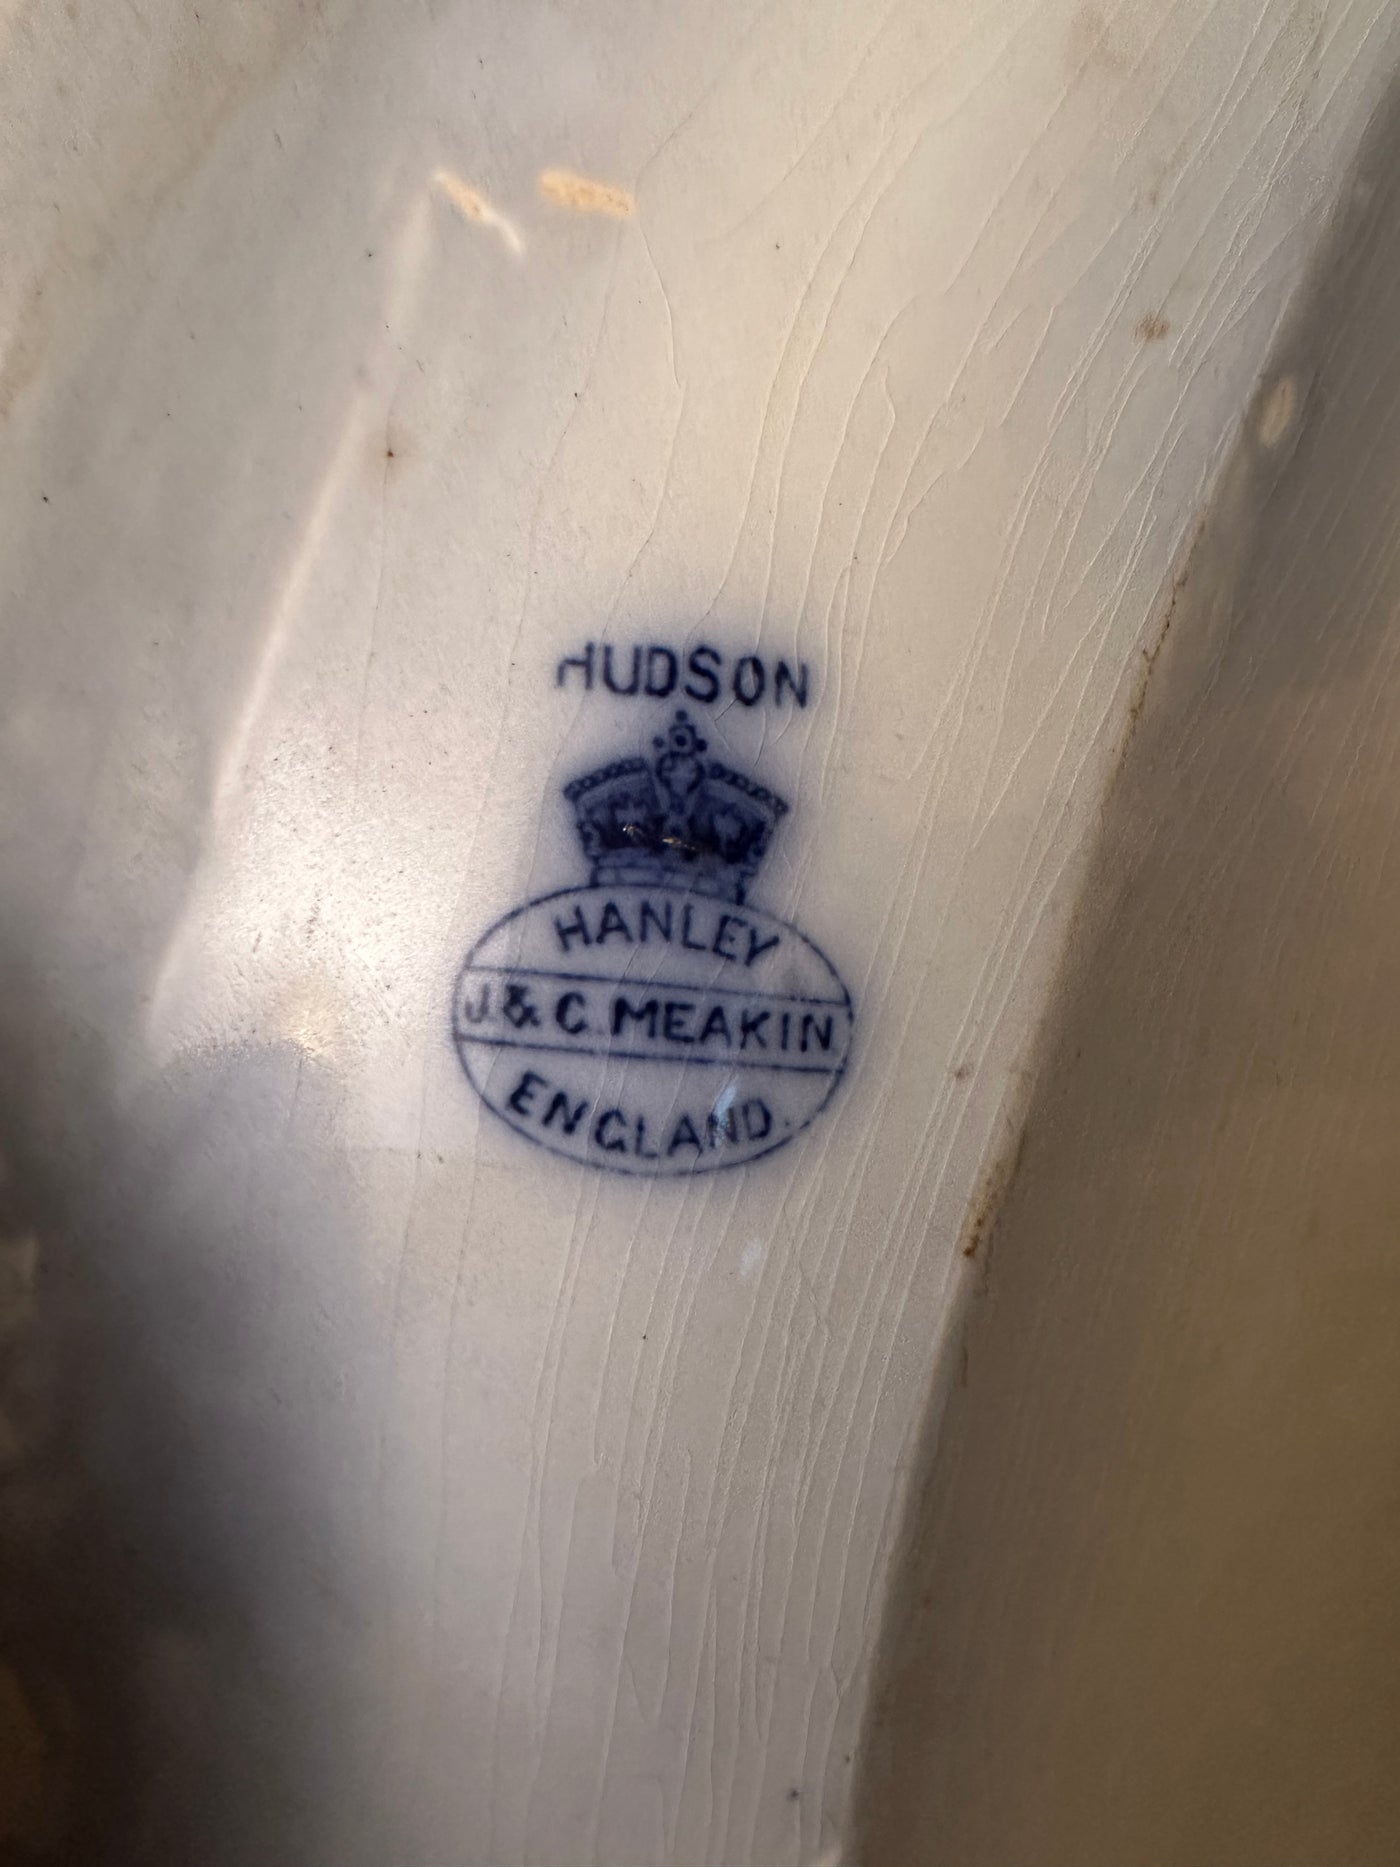 HUDSON
HANLEY
J. & G. MEAKIN
ENGLAND.